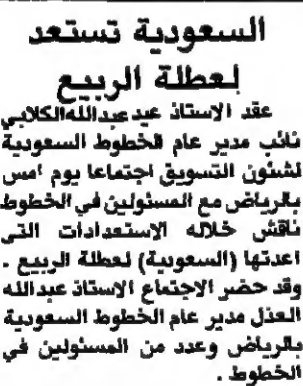 السعودية تستعد
لعطلة الربيع
عقد الاستاذ عيد عبدالله الكلابي
نائب مدير عام الخطوط السعودية
لشئون التسويق اجتماعا يوم امس
بالرياض مع المسئولين في الخطوط
ناقش خلاله الاستعدادات التي
اعدتها (السعودية) لعطلة الربيع .
وقد حضر الاجتماع الاستاذ عبدالله
العذل مدير عام الخطوط السعودية
بالرياض وعدد من المسئولين في
الخطوط .